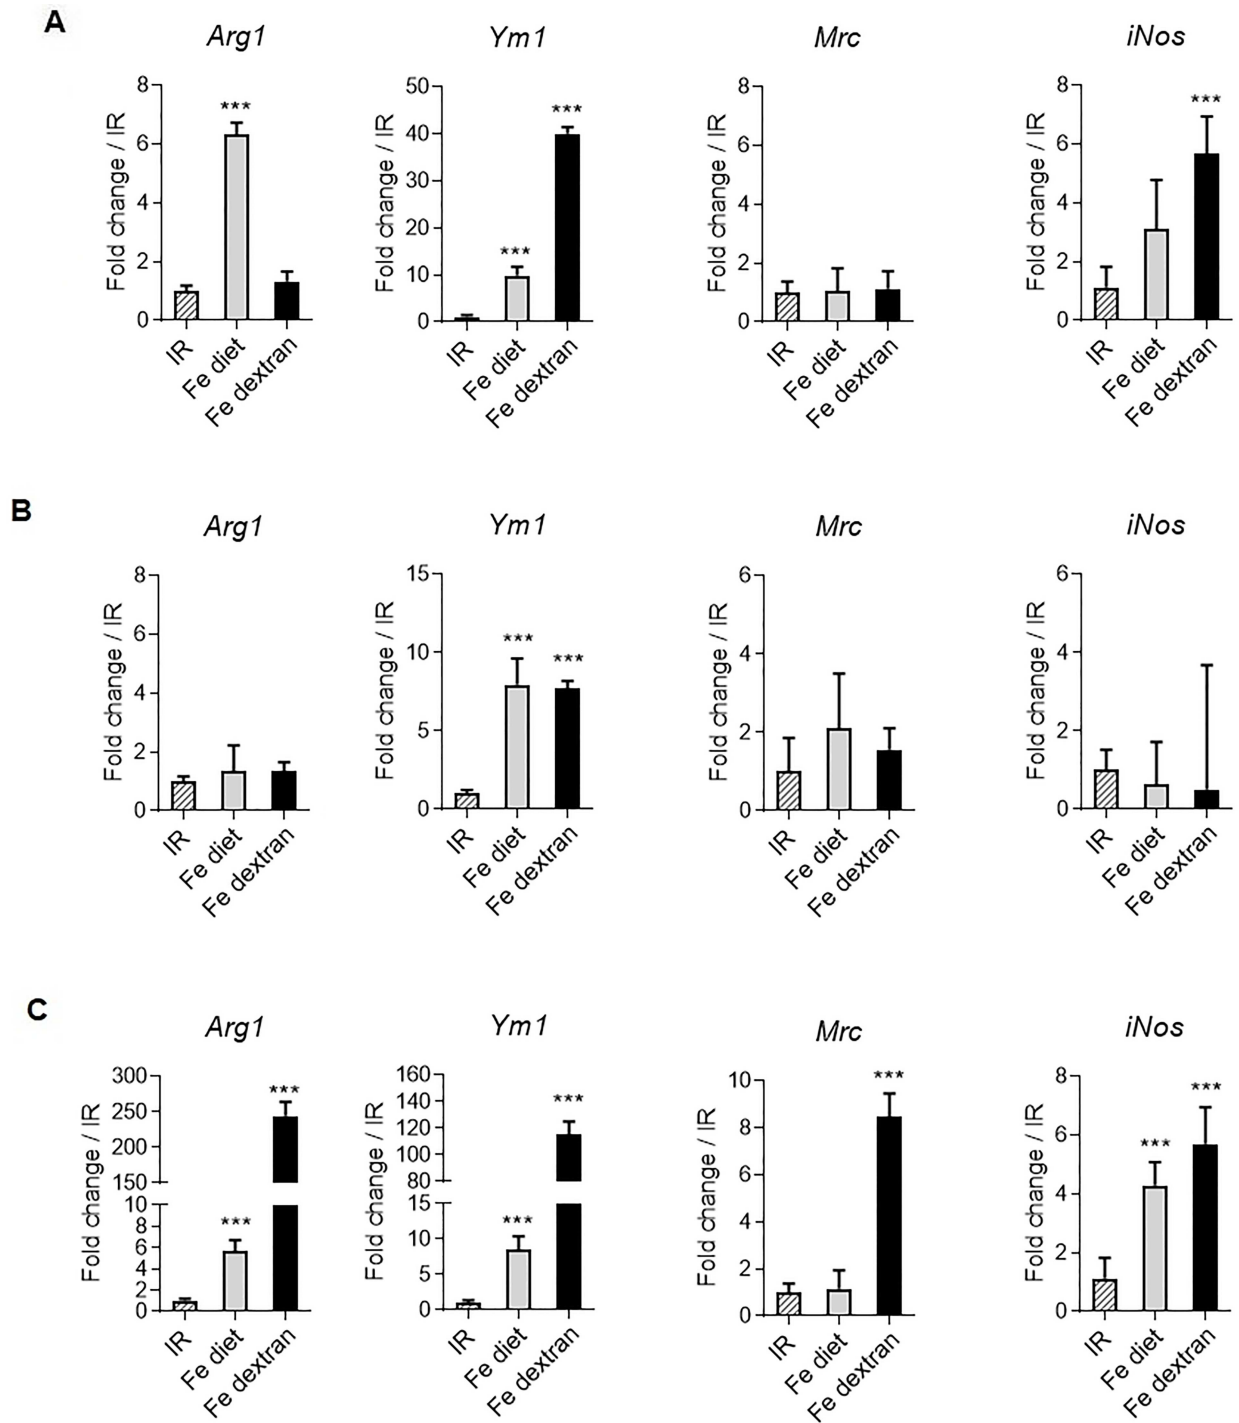 A
Arg1
Ym1
Mrc
iNos
Fold change / IR
8
6
4
2
0
***
IR
Fe diet
Fe dextran
Fold change / IR
50
40
30
20
10
0
***
***
IR
Fe diet
Fe dextran
Fold change / IR
8
6
4
2
0
IR
Fe diet
Fe dextran
Fold change / IR
8
6
4
2
0
***
IR
Fe diet
Fe dextran
B
Arg1
Ym1
Mrc
iNos
Fold change / IR
8
6
4
2
0
IR
Fe diet
Fe dextran
Fold change / IR
15
10
5
0
***
***
IR
Fe diet
Fe dextran
Fold change / IR
6
4
2
0
IR
Fe diet
Fe dextran
Fold change / IR
6
4
2
0
IR
Fe diet
Fe dextran
C
Arg1
Ym1
Mrc
iNos
Fold change / IR
300
250
200
150
10
8
6
4
2
0
***
***
IR
Fe diet
Fe dextran
Fold change / IR
160
140
120
100
80
15
10
5
0
***
***
IR
Fe diet
Fe dextran
Fold change / IR
10
8
6
4
2
0
***
IR
Fe diet
Fe dextran
Fold change / IR
8
6
4
2
0
***
***
IR
Fe diet
Fe dextran